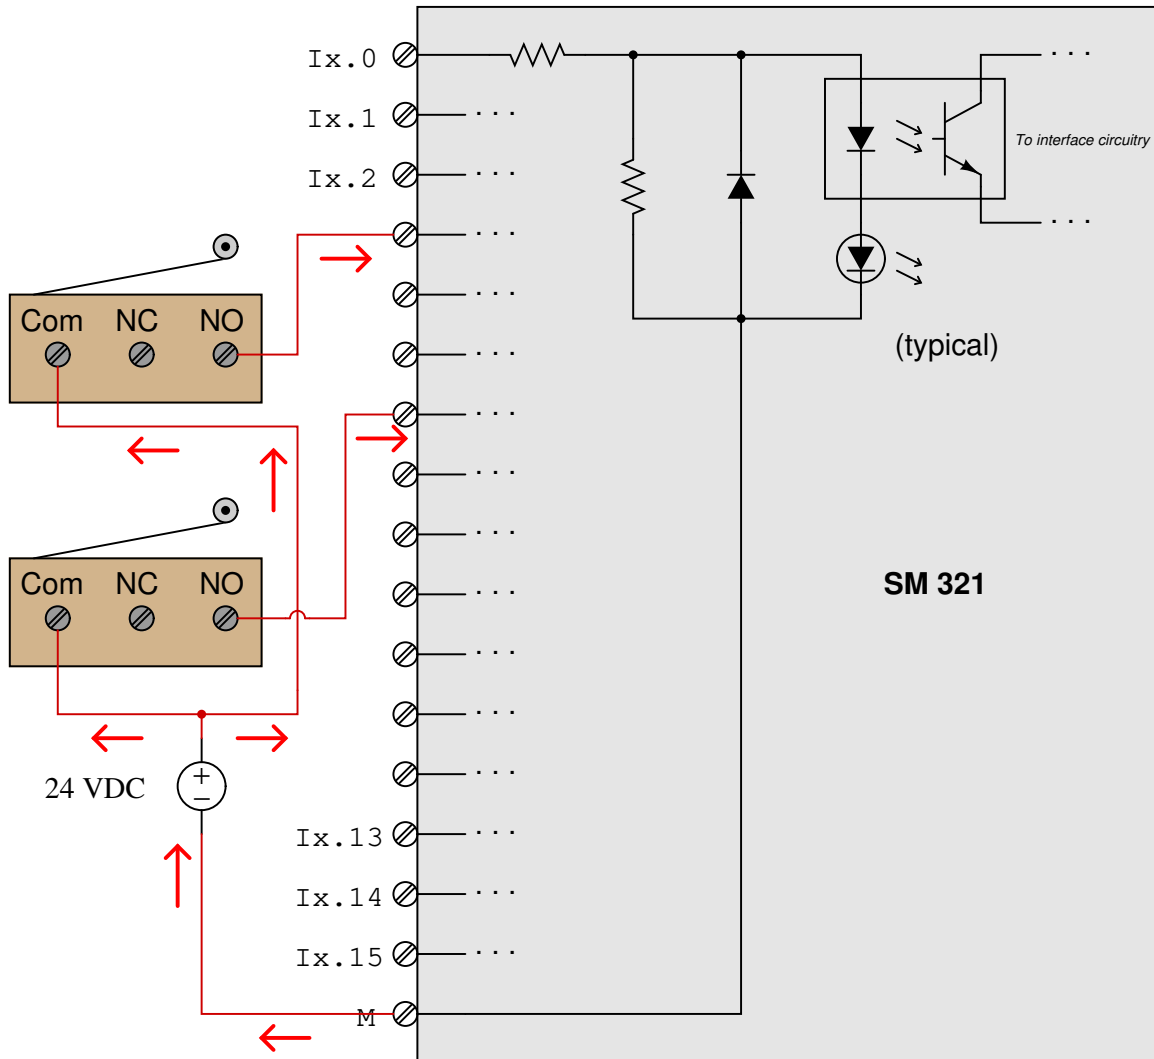 Ix.0
. . .
Ix.1
. . .
To interface circuitry
Ix.2
. . .
. . .
. . .
. . .
Com NC NO
. . .
(typical)
. . .
. . .
. . .
. . .
SM 321
Com NC NO
. . .
. . .
. . .
24 VDC
+
−
Ix.13
. . .
Ix.14
. . .
Ix.15
. . .
M